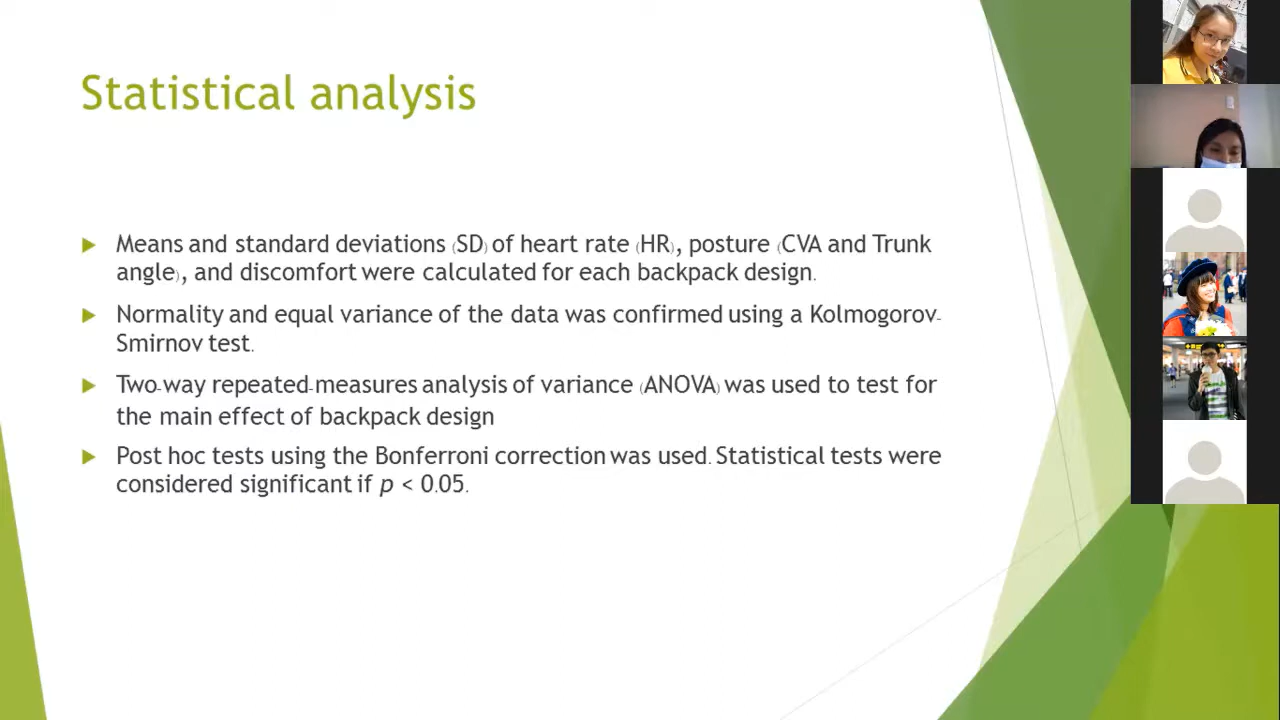 Statistical analysis
Means and standard deviations (SD) of heart rate (HR), posture (CVA and Trunk
angle), and discomfort were calculated for each backpack design.
Normality and equal variance of the data was confirmed using a Kolmogorov-
Smirnov test.
Two-way repeated-measures analysis of variance (ANOVA) was used to test for
the main effect of backpack design
Post hoc tests using the Bonferroni correction was used. Statistical tests were
considered significant if p < 0.05.